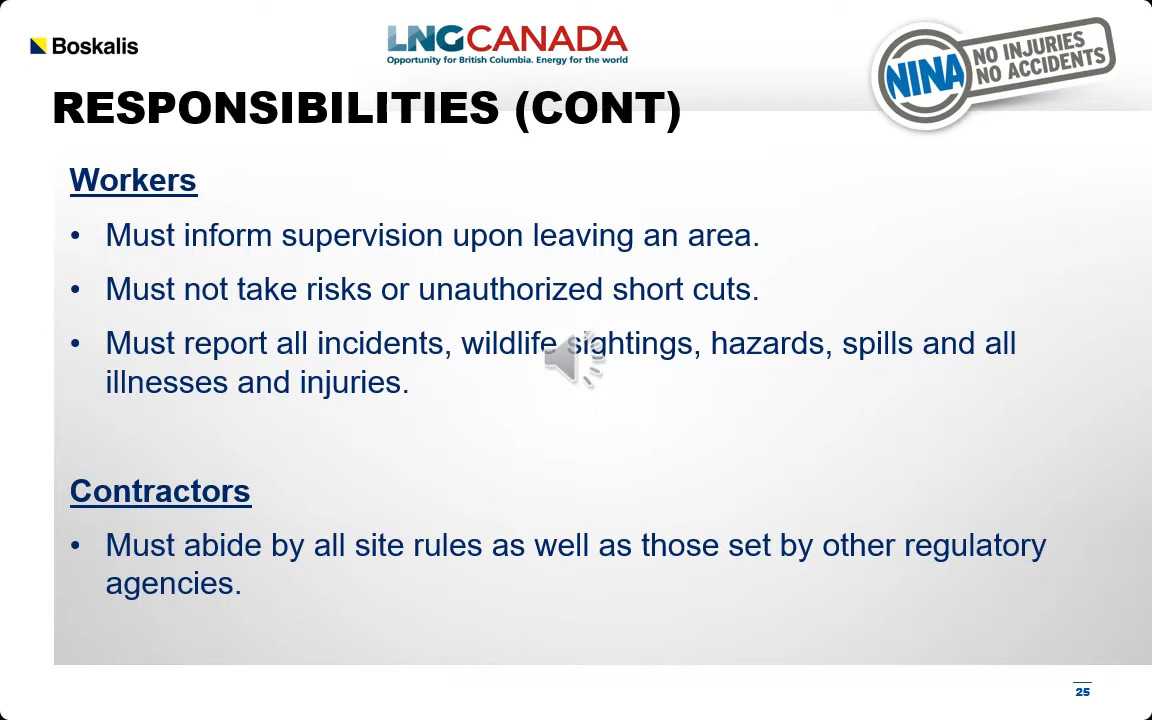 Boskalis
LNGCANADA
Opportunity for British Columbia. Energy for the world
NINA
NO INJURIES
NO ACCIDENTS
RESPONSIBILITIES (CONT)
Workers
• Must inform supervision upon leaving an area.
• Must not take risks or unauthorized short cuts.
• Must report all incidents, wildlife sightings, hazards, spills and all
illnesses and injuries.
Contractors
• Must abide by all site rules as well as those set by other regulatory
agencies.
25